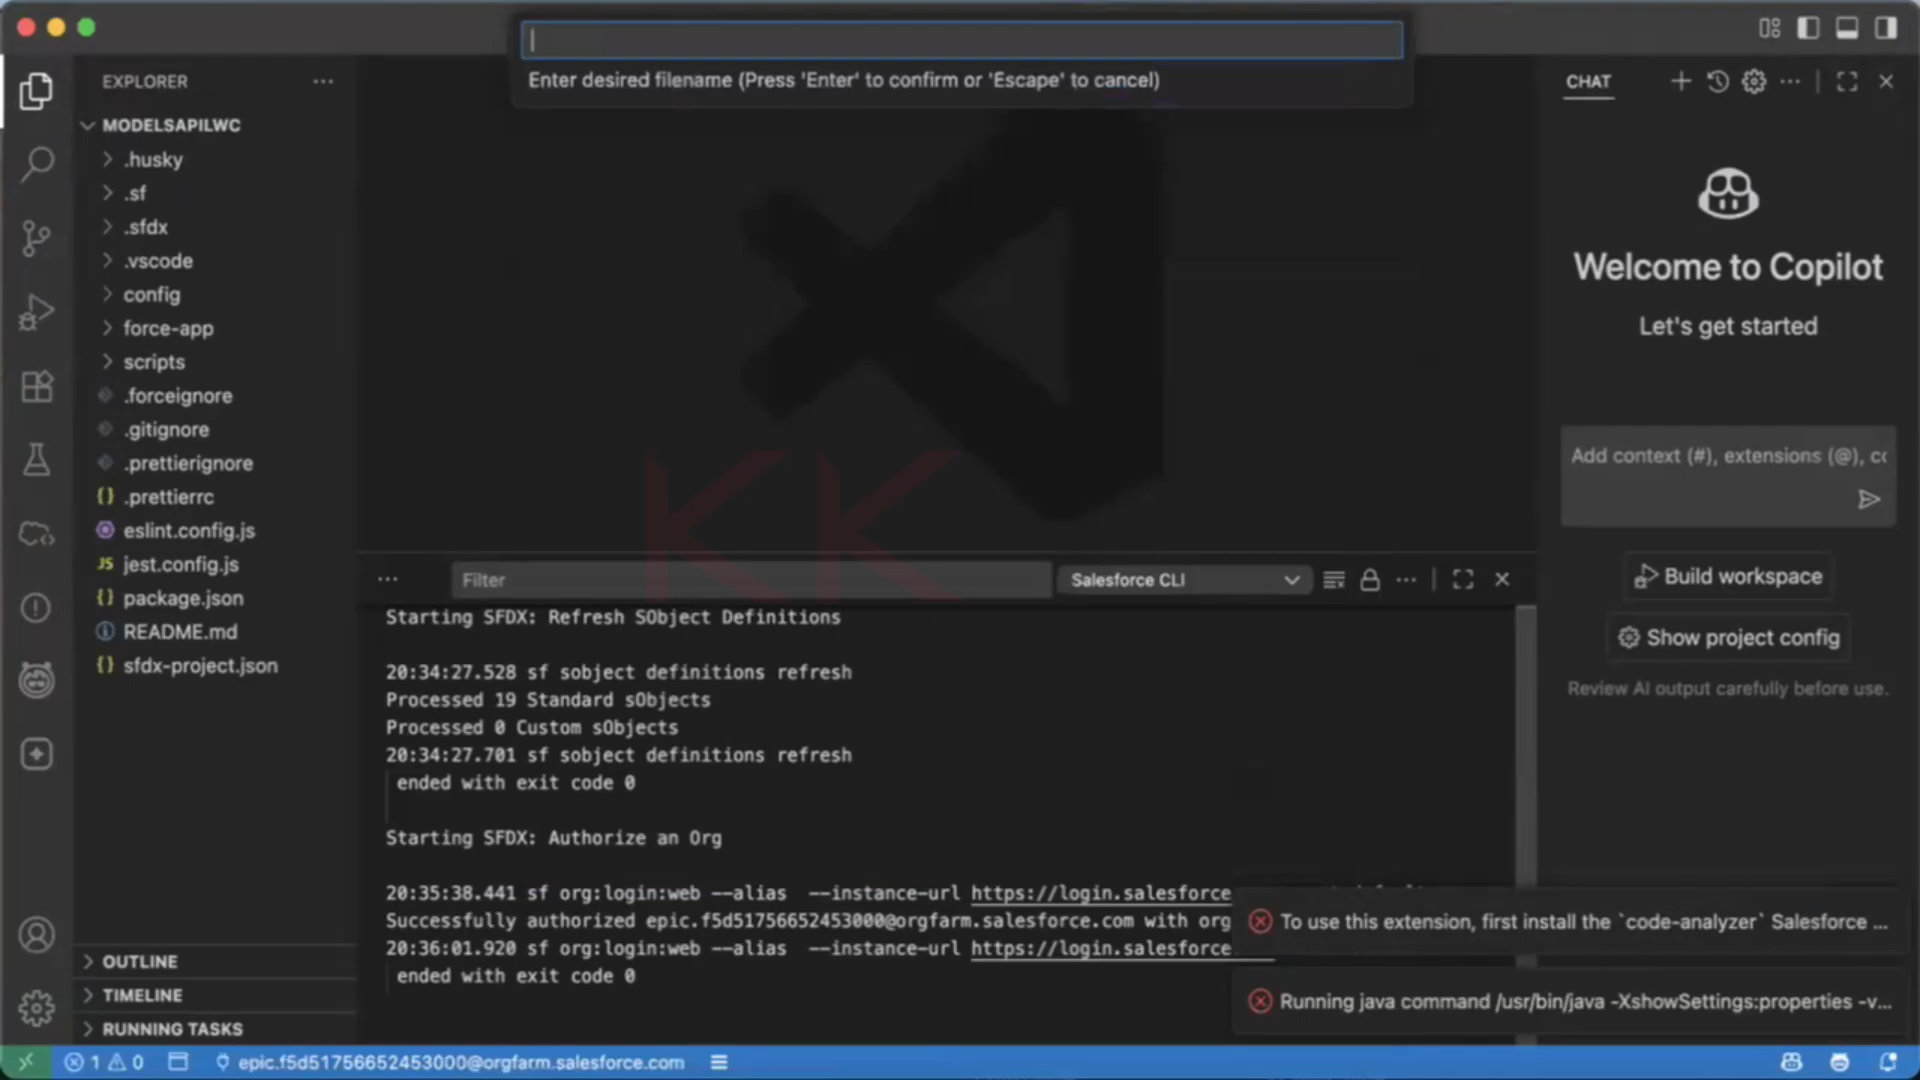 Enter desired filename (Press 'Enter' to confirm or 'Escape' to cancel)
EXPLORER
MODELSAPILWC
.husky
.sf
.sfdx
.vscode
config
force-app
scripts
.forceignore
.gitignore
.prettierignore
.prettierrc
eslint.config.js
JS jest.config.js
package.json
README.md
sfdx-project.json
OUTLINE
TIMELINE
RUNNING TASKS
KK
Filter
Salesforce CLI
Starting SFDX: Refresh SObject Definitions
20:34:27.528 sf sobject definitions refresh
Processed 19 Standard sObjects
Processed 0 Custom sObjects
20:34:27.701 sf sobject definitions refresh
ended with exit code 0
Starting SFDX: Authorize an Org
20:35:38.441 sf org:login:web --alias --instance-url https://login.salesforce
Successfully authorized epic.f5d51756652453000@orgfarm.salesforce.com with org
20:36:01.920 sf org:login:web --alias --instance-url https://login.salesforce
ended with exit code 0
CHAT
Welcome to Copilot
Let's get started
Add context (#), extensions (@), co
Build workspace
Show project config
Review AI output carefully before use.
To use this extension, first install the `code-analyzer` Salesforce ...
Running java command /usr/bin/java -XshowSettings:properties -v...
1 0 epic.f5d51756652453000@orgfarm.salesforce.com